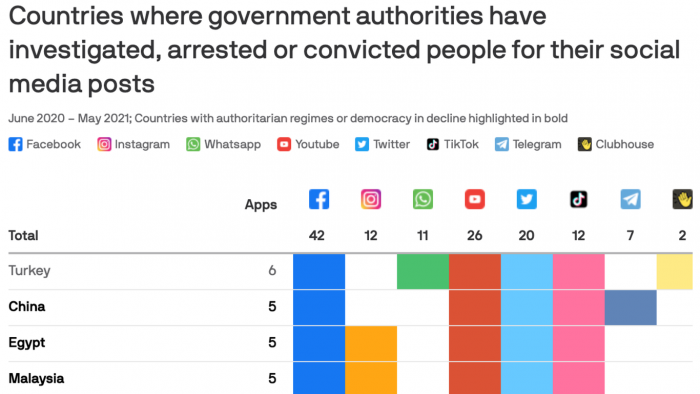 Countries where government authorities have
investigated, arrested or convicted people for their social
media posts
June 2020 – May 2021; Countries with authoritarian regimes or democracy in decline highlighted in bold
Facebook Instagram Whatsapp Youtube Twitter TikTok Telegram Clubhouse
Apps
Total 42 12 11 26 20 12 7 2
Turkey 6
China 5
Egypt 5
Malaysia 5